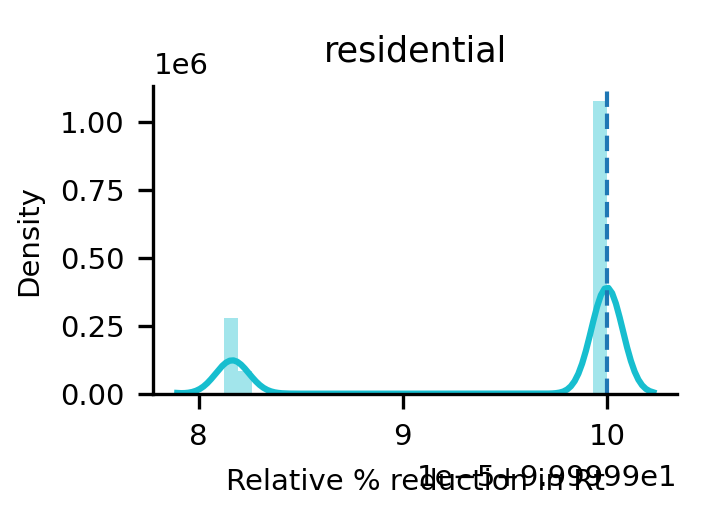 residential
1e6
1.00
0.75
0.50
0.25
0.00
Density
8 9 10
Relative % reduction in Rt
1e−5+9.99999e1